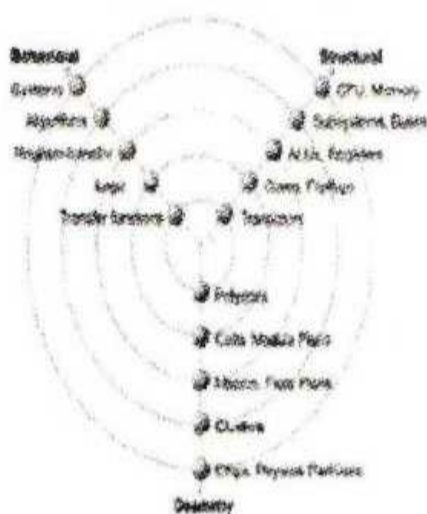 Behavioral
Structural
Systems
CPU, Memory
Algorithms
Subsystems, Buses
Register-transfer
ALUs, Registers
Logic
Gates, Flipflops
Transfer functions
Transistors
Polygons
Cells, Module Plans
Macros, Floor Plans
Clusters
Chips, Physical Partitions
Geometry